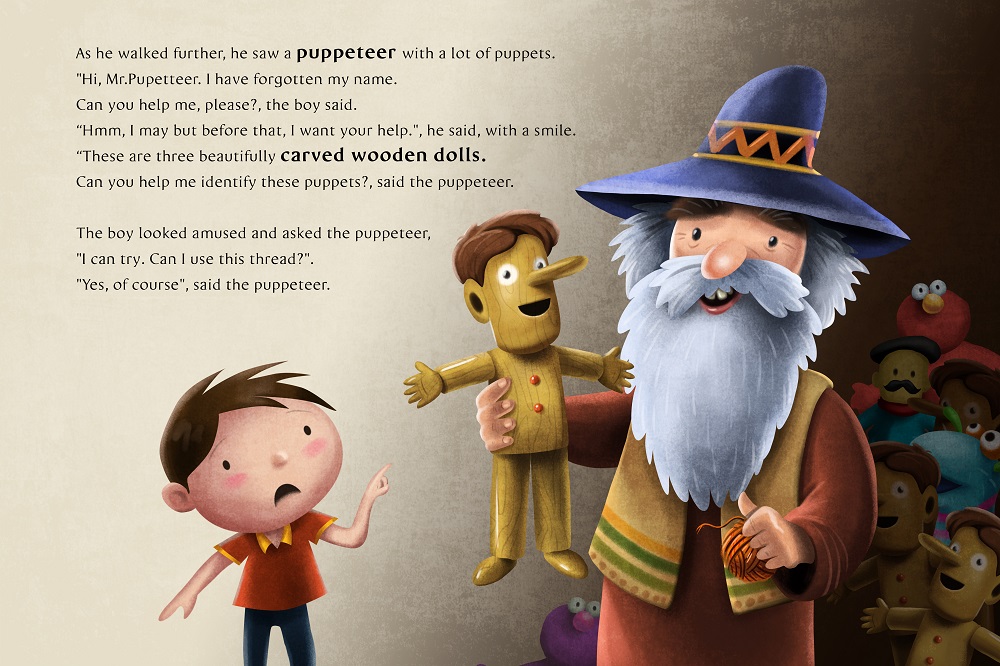 As he walked further, he saw a puppeteer with a lot of puppets.
"Hi, Mr.Pupetteer. I have forgotten my name.
Can you help me, please?, the boy said.
“Hmm, I may but before that, I want your help.", he said, with a smile.
“These are three beautifully carved wooden dolls.
Can you help me identify these puppets?, said the puppeteer.
The boy looked amused and asked the puppeteer,
"I can try. Can I use this thread?".
"Yes, of course", said the puppeteer.